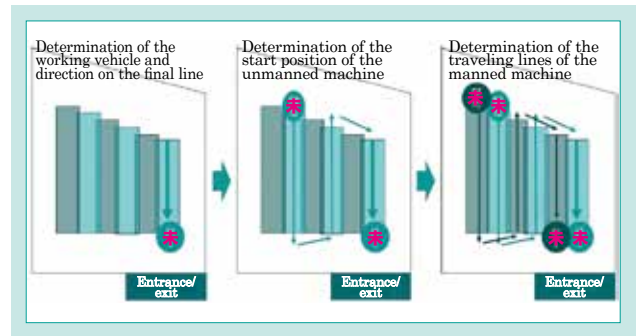 Determination of the
working vehicle and
direction on the final line
未
Entrance/
exit
Determination of the
start position of the
unmanned machine
未
未
Entrance/
exit
Determination of the
traveling lines of the
manned machine
未
未
未
未
Entrance/
exit